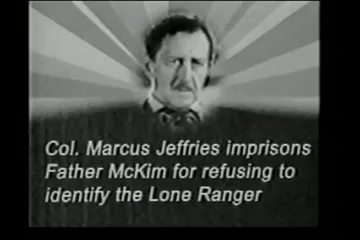 Col. Marcus Jeffries imprisons
Father McKim for refusing to
identify the Lone Ranger